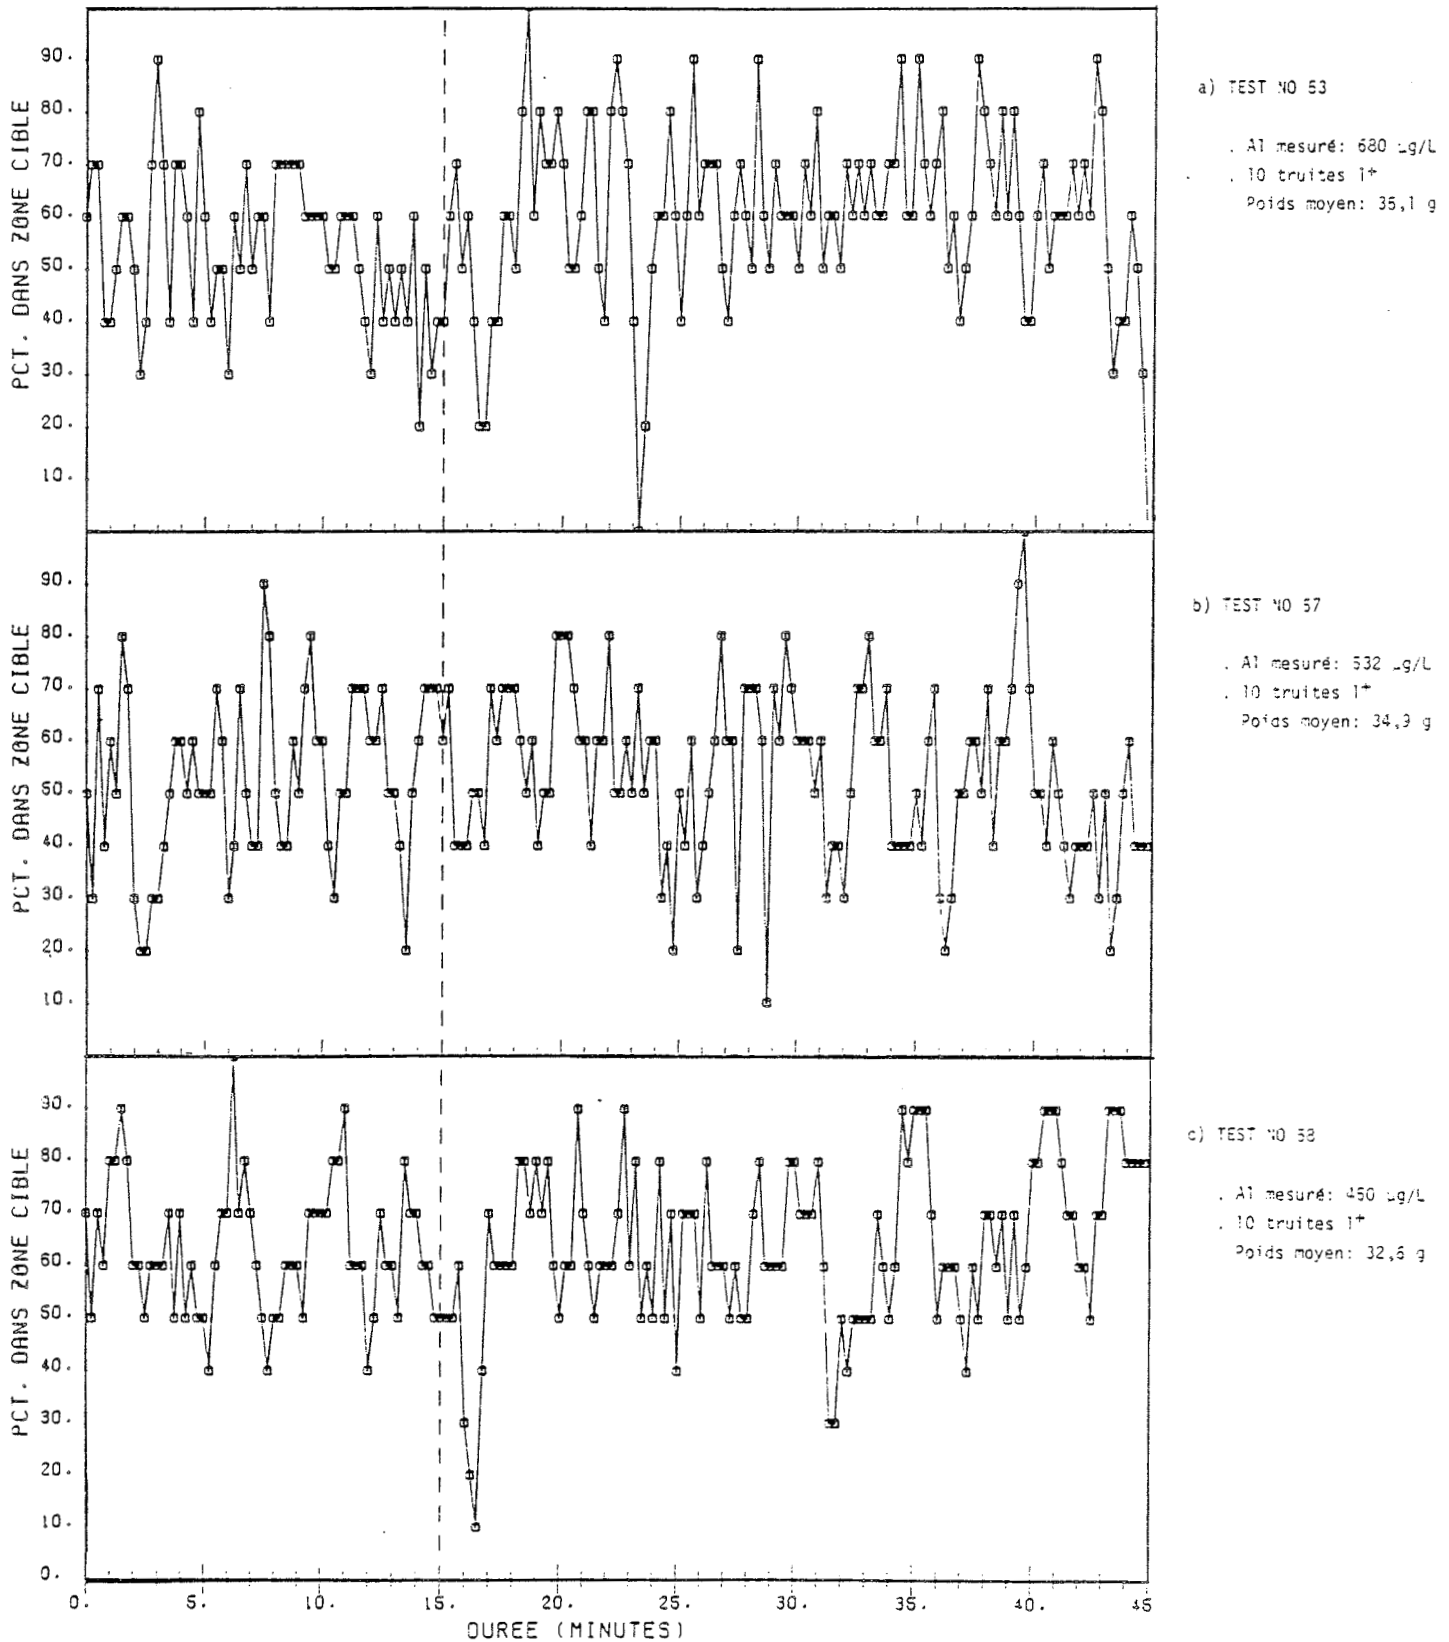 90.
80.
70.
60.
50.
40.
30.
20.
10.
PCT. DANS ZONE CIBLE
a) TEST NO 53
. Al mesuré: 680 µg/L
. 10 truites 1+
Poids moyen: 35,1 g
90.
80.
70.
60.
50.
40.
30.
20.
10.
PCT. DANS ZONE CIBLE
b) TEST NO 57
. Al mesuré: 532 µg/L
. 10 truites 1+
Poids moyen: 34,9 g
90.
80.
70.
60.
50.
40.
30.
20.
10.
0.
PCT. DANS ZONE CIBLE
c) TEST NO 58
. Al mesuré: 450 µg/L
. 10 truites 1+
Poids moyen: 32,6 g
0. 5. 10. 15. 20. 25. 30. 35. 40. 45
DUREE (MINUTES)